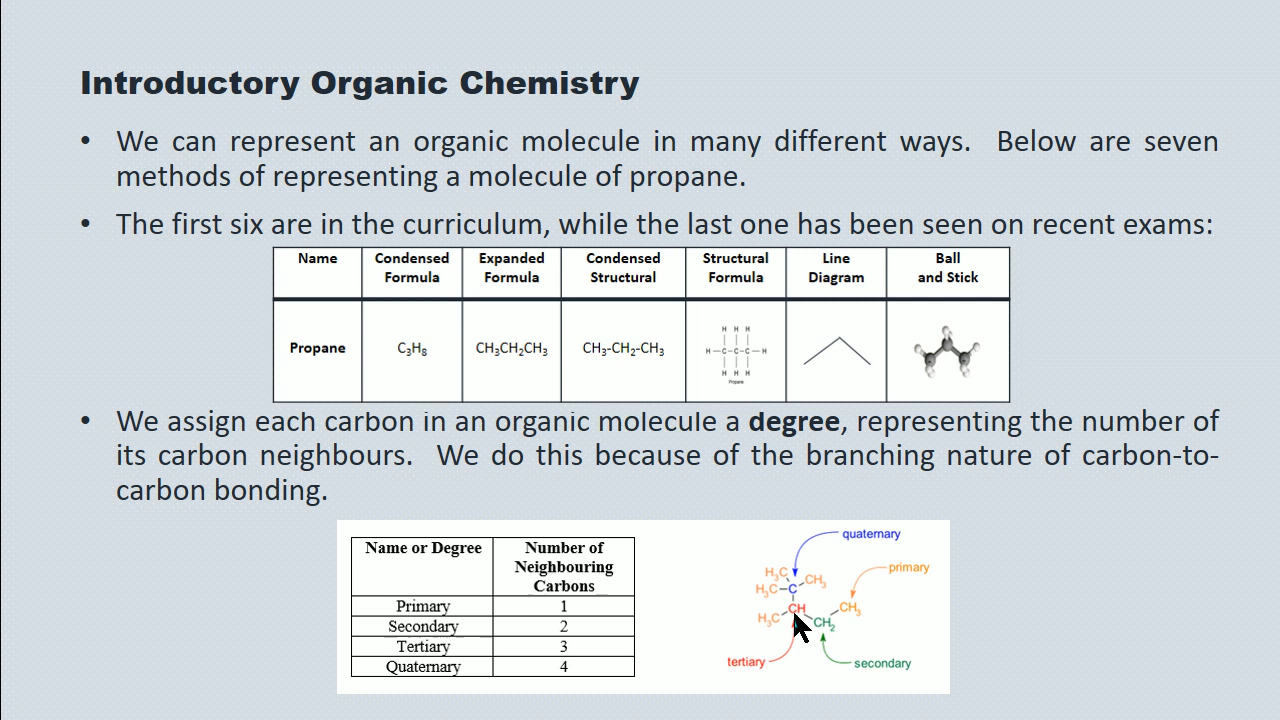 Introductory Organic Chemistry
• We can represent an organic molecule in many different ways. Below are seven
methods of representing a molecule of propane.
• The first six are in the curriculum, while the last one has been seen on recent exams:
Name Condensed Formula Expanded Formula Condensed Structural Structural Formula Line Diagram Ball and Stick
Propane C₃H₈ CH₃CH₂CH₃ CH₃-CH₂-CH₃
H H H
H—C—C—C—H
H H H
Propane
• We assign each carbon in an organic molecule a degree, representing the number of
its carbon neighbours. We do this because of the branching nature of carbon-to-
carbon bonding.
Name or Degree Number of Neighbouring Carbons
Primary 1
Secondary 2
Tertiary 3
Quaternary 4
quaternary
primary
H₃C CH₃
H₃C—C
CH CH₃
H₃C CH₂
tertiary
secondary